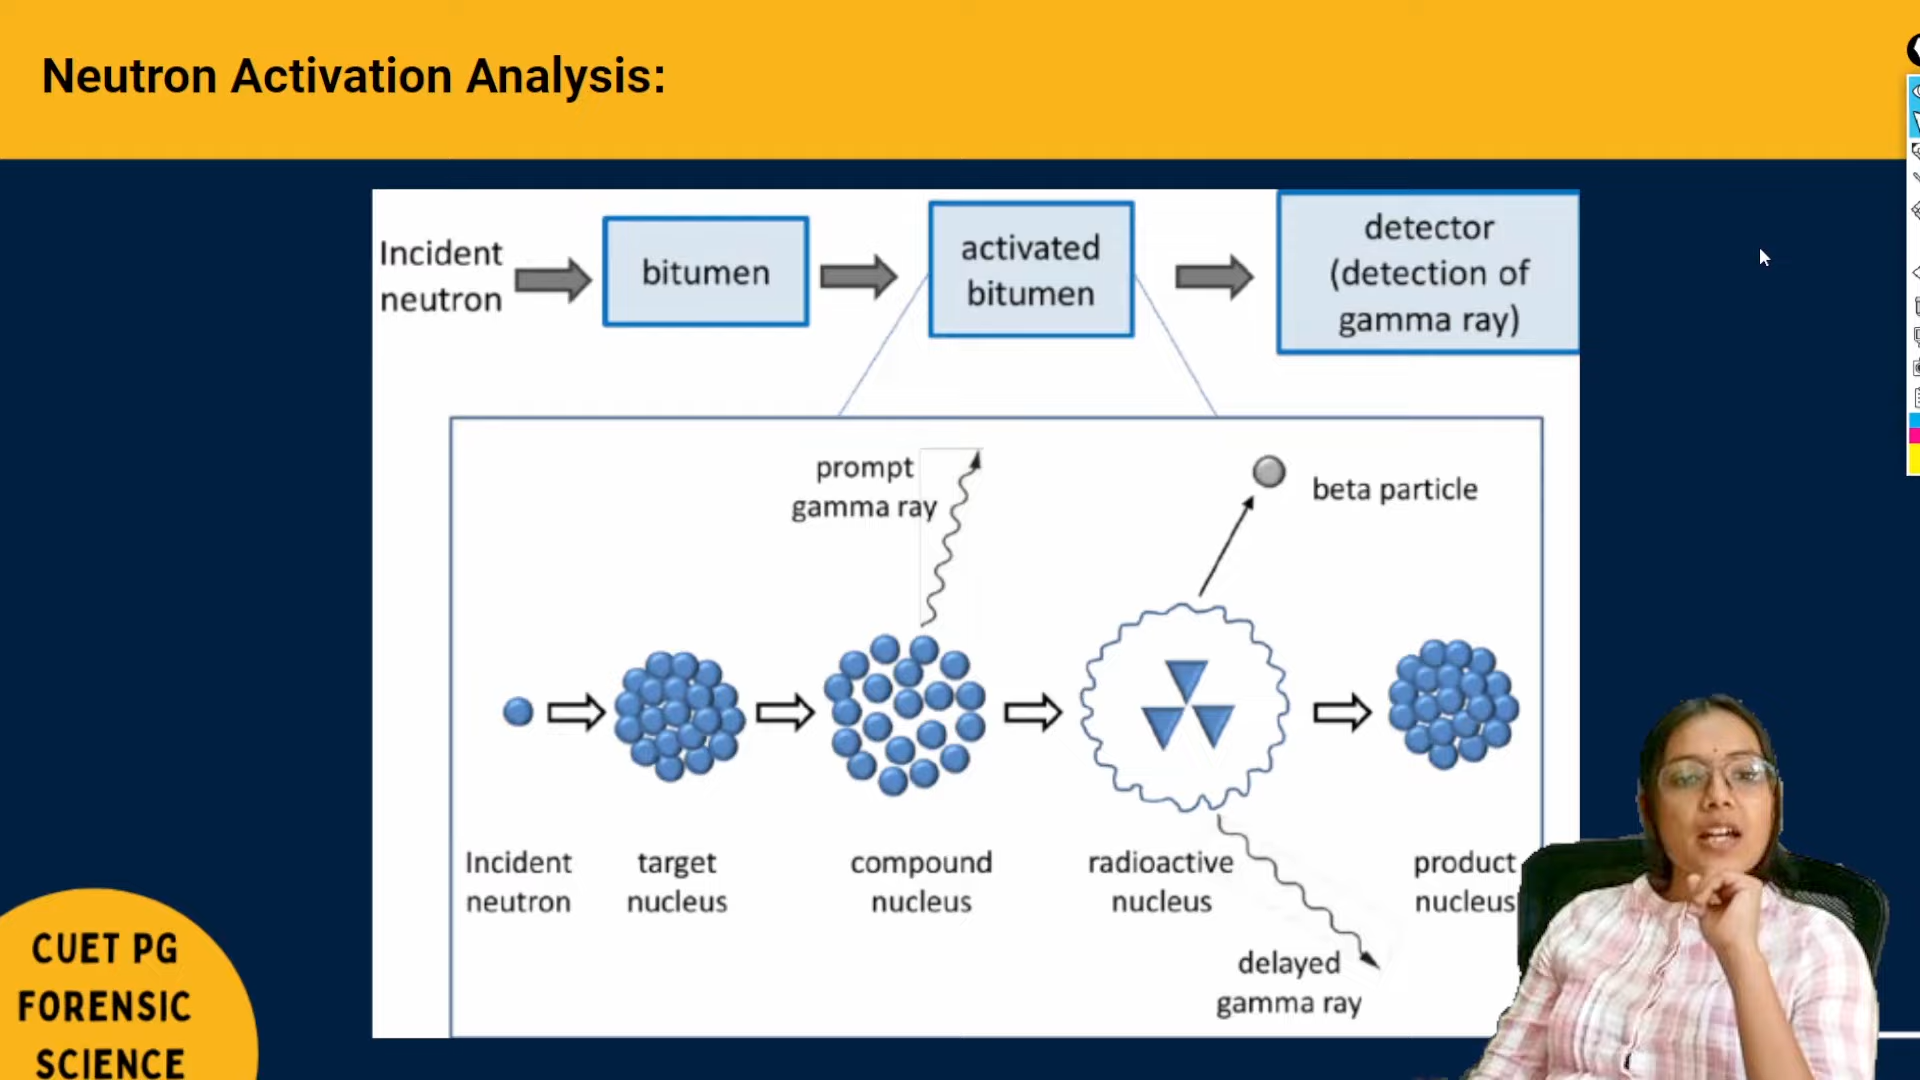 Neutron Activation Analysis:
Incident
neutron
bitumen
activated
bitumen
detector
(detection of
gamma ray)
prompt
gamma ray
beta particle
Incident
neutron
target
nucleus
compound
nucleus
radioactive
nucleus
product
nucleus
delayed
gamma ray
CUET PG
FORENSIC
SCIENCE